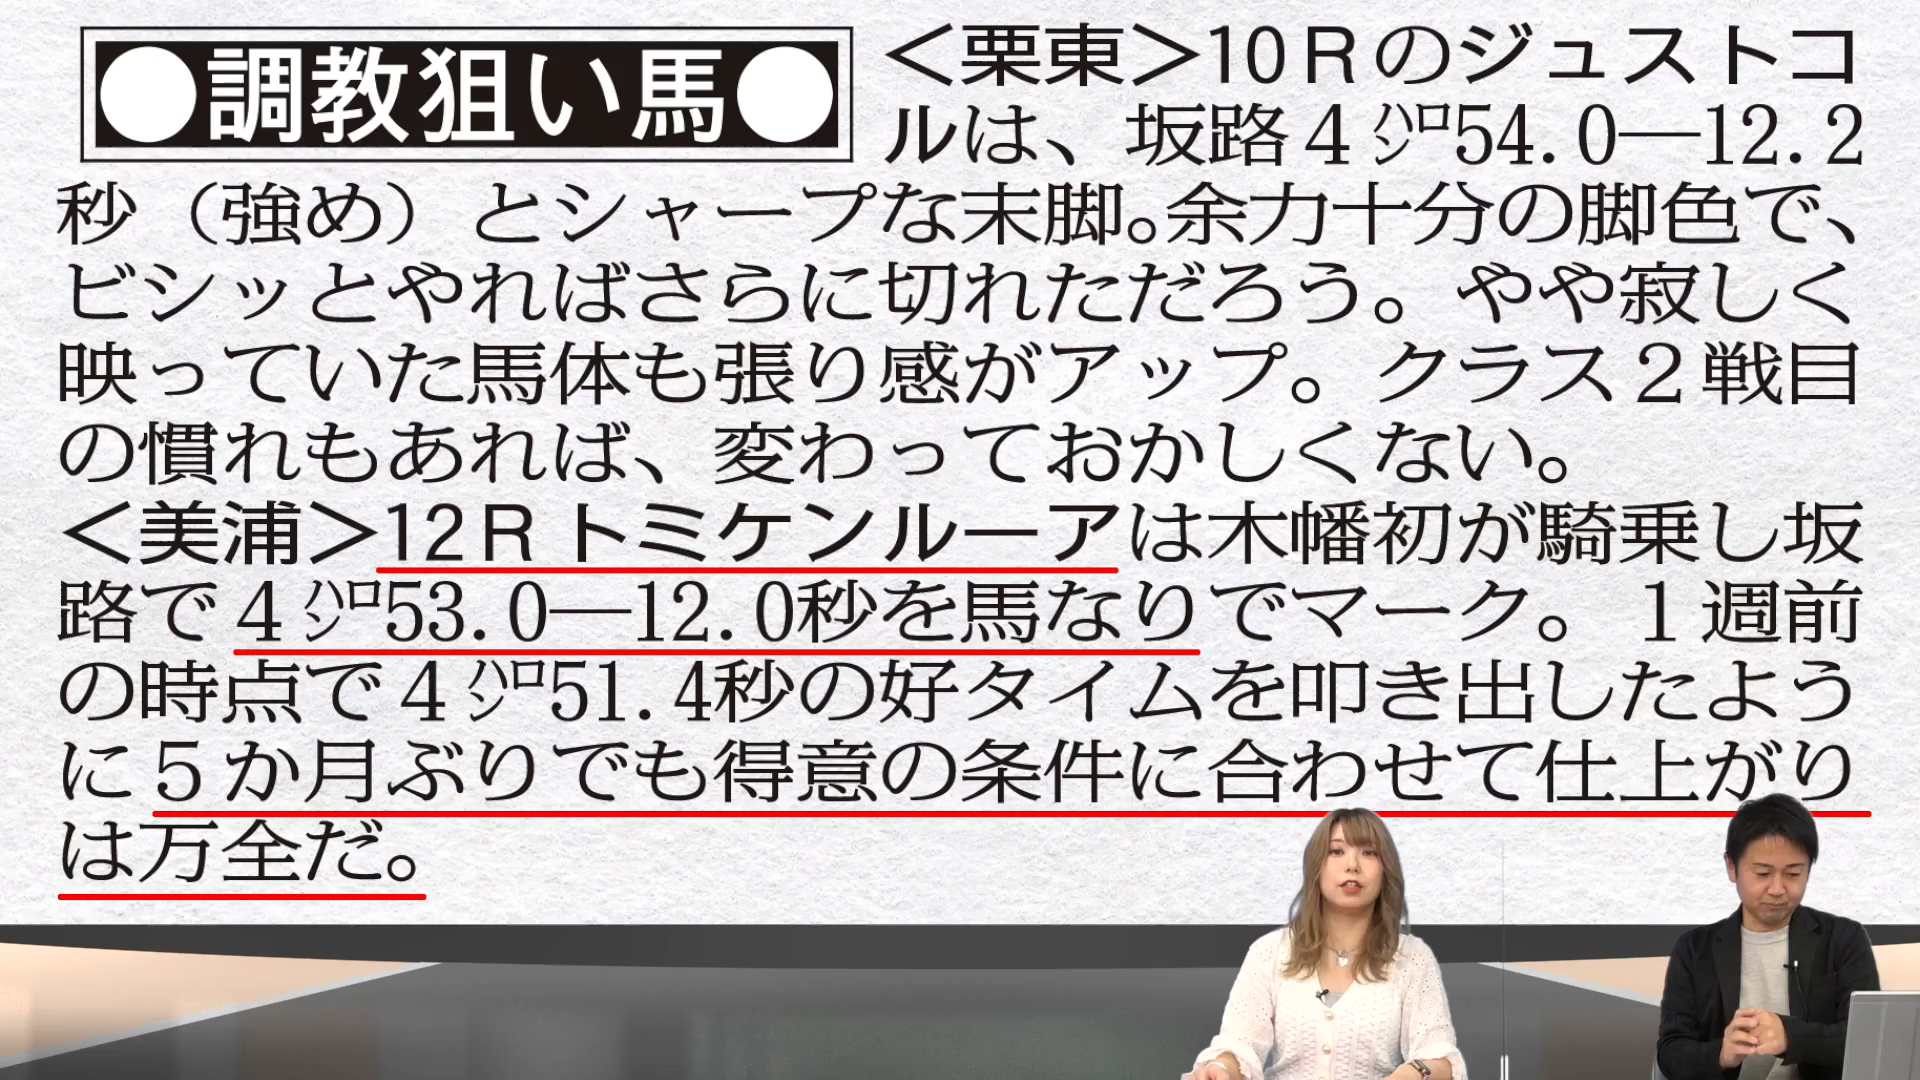 ●調教狙い馬●
＜栗東＞10Rのジュストコ
ルは、坂路4㌊54.0―12.2
秒（強め）とシャープな末脚。余力十分の脚色で、
ビシッとやればさらに切れただろう。やや寂しく
映っていた馬体も張り感がアップ。クラス2戦目
の慣れもあれば、変わっておかしくない。
＜美浦＞12Rトミケンルーアは木幡初が騎乗し坂
路で4㌊53.0―12.0秒を馬なりでマーク。1週前
の時点で4㌊51.4秒の好タイムを叩き出したよう
に5か月ぶりでも得意の条件に合わせて仕上がり
は万全だ。